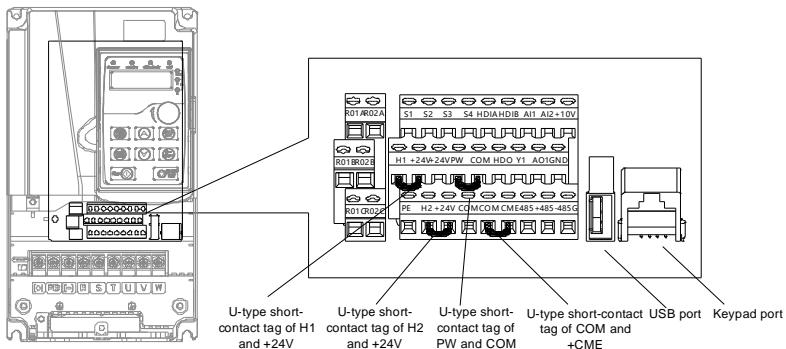 R01A R02A
S1 S2 S3 S4 HDIA HDIB AI1 AI2 +10V
R01B R02B
H1 +24V +24V PW COM HDO Y1 AO1 GND
R01C R02C
PE H2 +24V COM COM CME 485+ 485- 485G
(+) PB (-) R S T U V W
U-type short-
contact tag of H1
and +24V
U-type short-
contact tag of H2
and +24V
U-type short-
contact tag of
PW and COM
U-type short-contact
tag of COM and
+CME
USB port
Keypad port